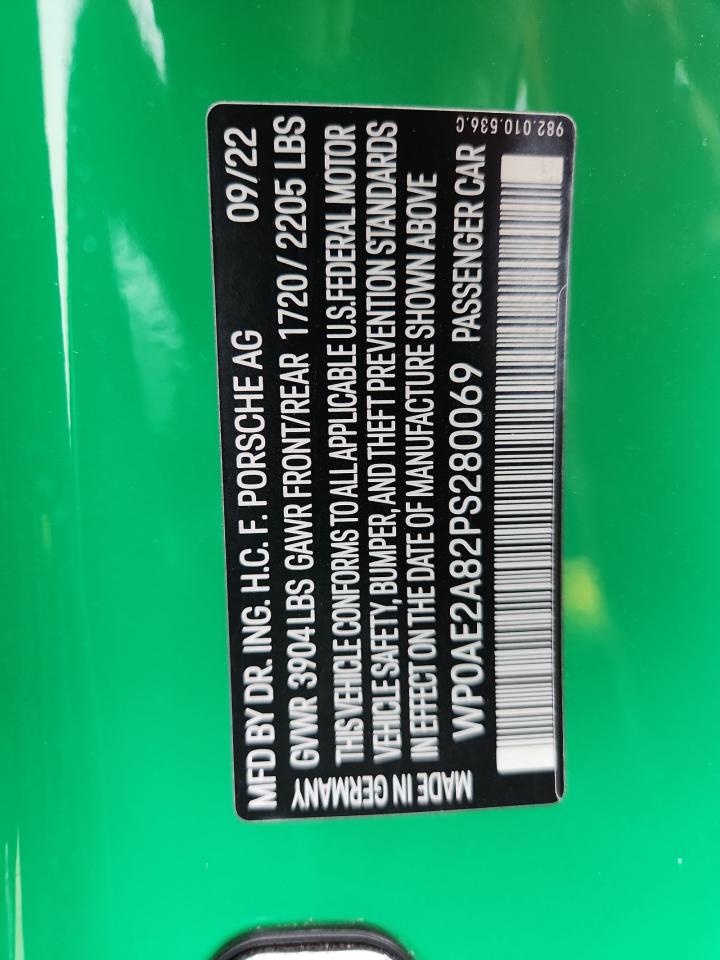 MFD BY DR. ING. H.C. F. PORSCHE AG 09/22
GVWR 3904 LBS GAWR FRONT/REAR 1720 / 2205 LBS
THIS VEHICLE CONFORMS TO ALL APPLICABLE U.S.FEDERAL MOTOR
VEHICLE SAFETY, BUMPER, AND THEFT PREVENTION STANDARDS
IN EFFECT ON THE DATE OF MANUFACTURE SHOWN ABOVE
WP0AE2A82PS280069 PASSENGER CAR
MADE IN GERMANY
982.010.536.C